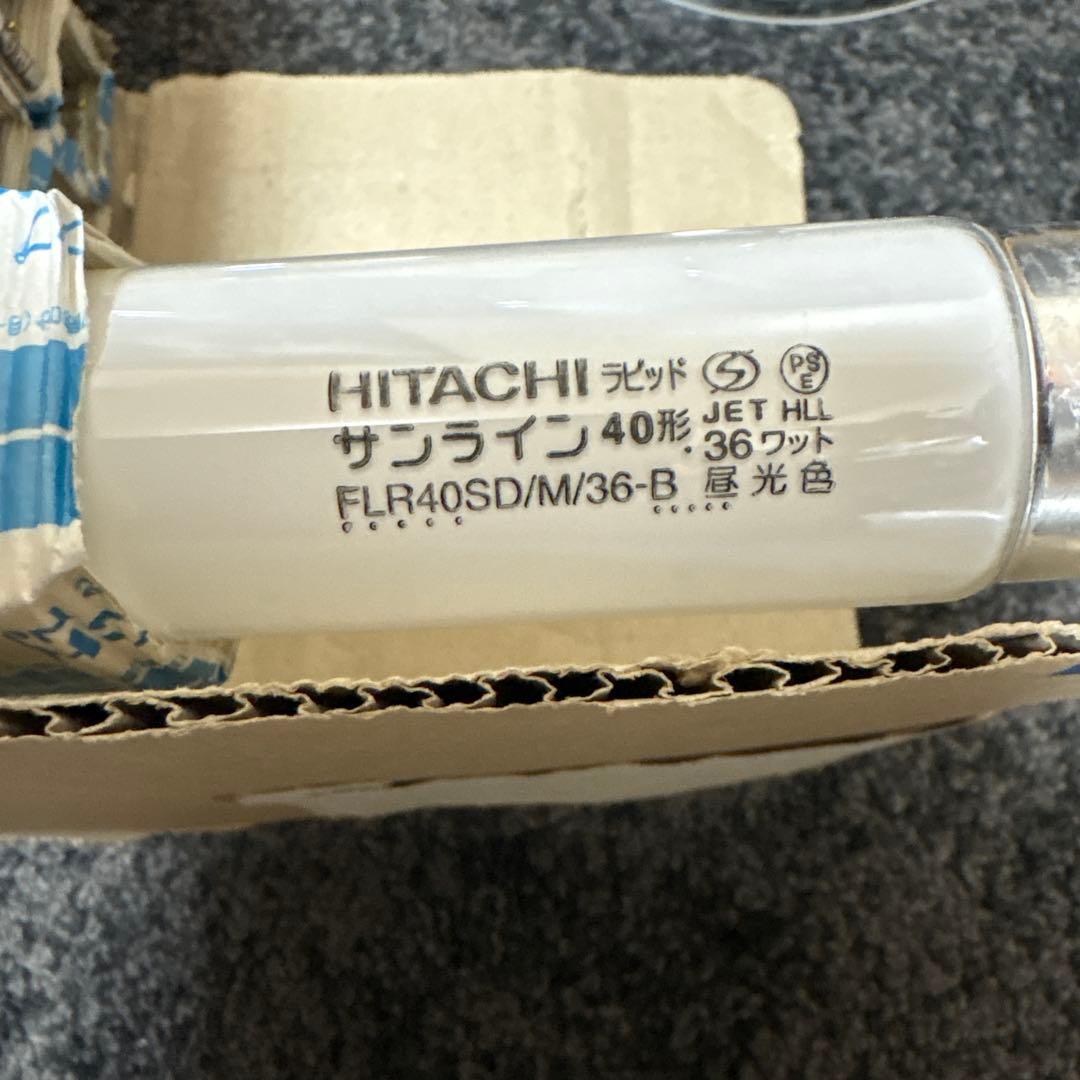 HITACHI ラピッド PSE
JET HLL
サンライン 40形 36ワット
FLR40SD/M/36-B 昼光色